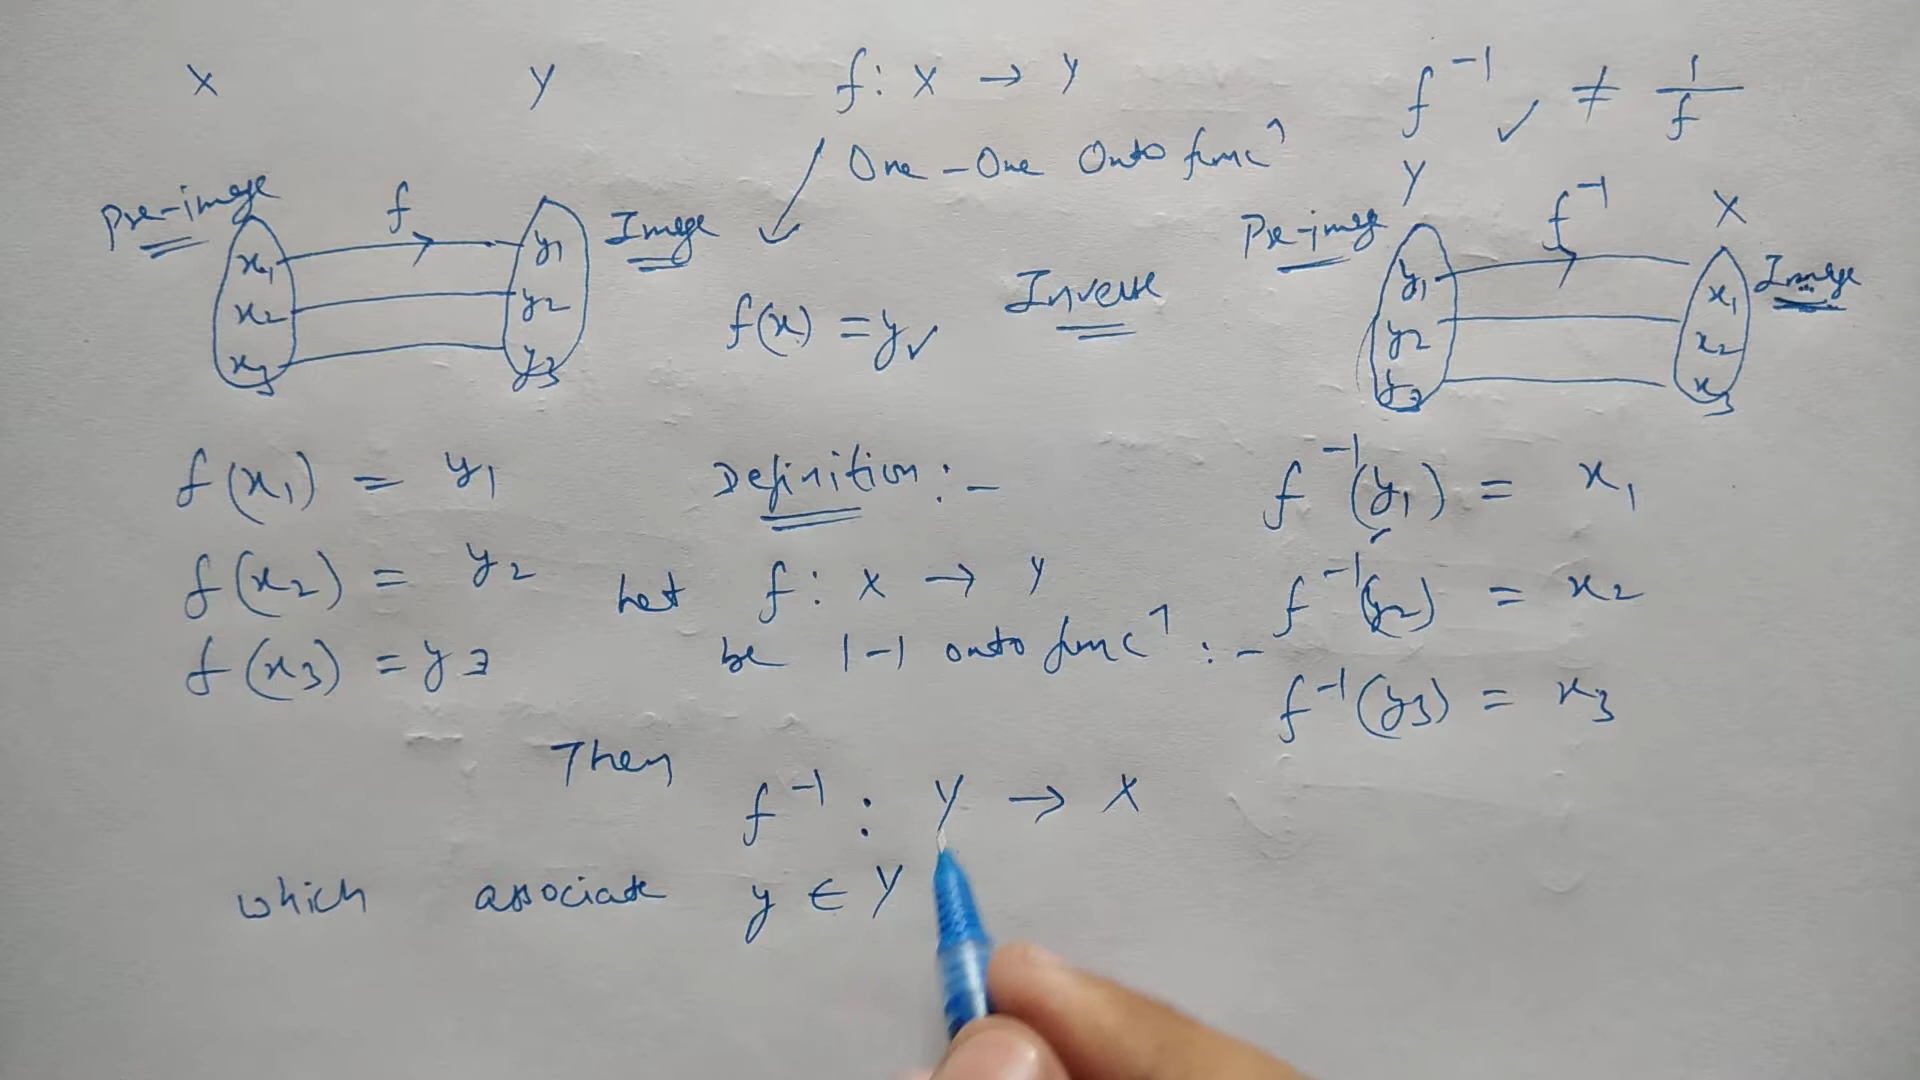 X Y f: X → Y f⁻¹ ≠ 1/f
One-One Onto func⁷
Pre-image f Image Y f⁻¹ X
Pre-image Image
x₁ y₁ y₁ x₁
x₂ y₂ f(x) = y Inverse y₂ x₂
x₃ y₃ y₃ x₃
f(x₁) = y₁ Definition:- f⁻¹(y₁) = x₁
f(x₂) = y₂ Let f: X → Y f⁻¹(y₂) = x₂
f(x₃) = y₃ be 1-1 onto func⁷ :- f⁻¹(y₃) = x₃
Then
f⁻¹ : Y → X
which associate y ∈ Y